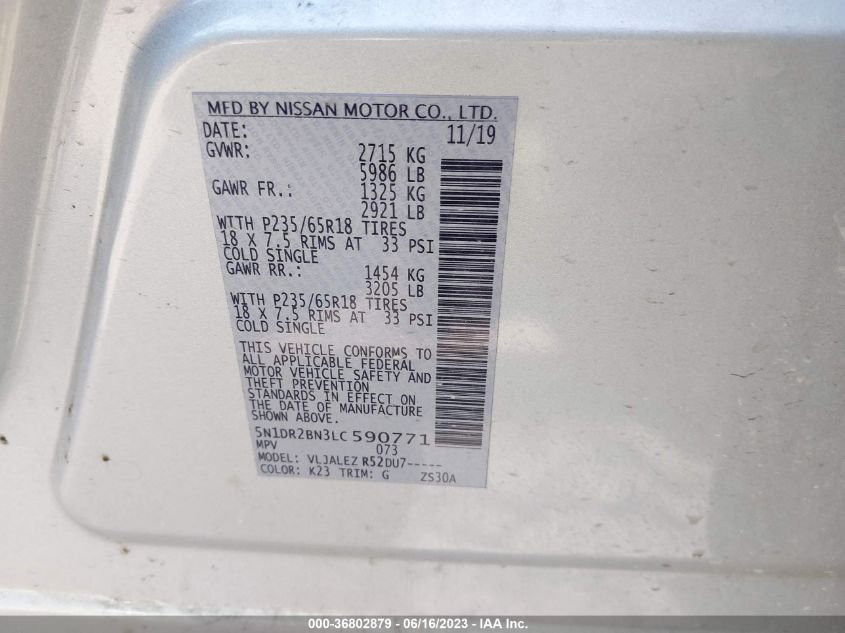 MFD BY NISSAN MOTOR CO., LTD.
DATE: 11/19
GVWR: 2715 KG
5986 LB
GAWR FR.: 1325 KG
2921 LB
WITH P235/65R18 TIRES
18 X 7.5 RIMS AT 33 PSI
COLD SINGLE
GAWR RR.: 1454 KG
3205 LB
WITH P235/65R18 TIRES
18 X 7.5 RIMS AT 33 PSI
COLD SINGLE
THIS VEHICLE CONFORMS TO
ALL APPLICABLE FEDERAL
MOTOR VEHICLE SAFETY AND
THEFT PREVENTION
STANDARDS IN EFFECT ON
THE DATE OF MANUFACTURE
SHOWN ABOVE.
5N1DR2BN3LC590771
MPV 073
MODEL: VLJALEZ R52DU7-----
COLOR: K23 TRIM: G ZS30A
000-36802879 - 06/16/2023 - IAA Inc.